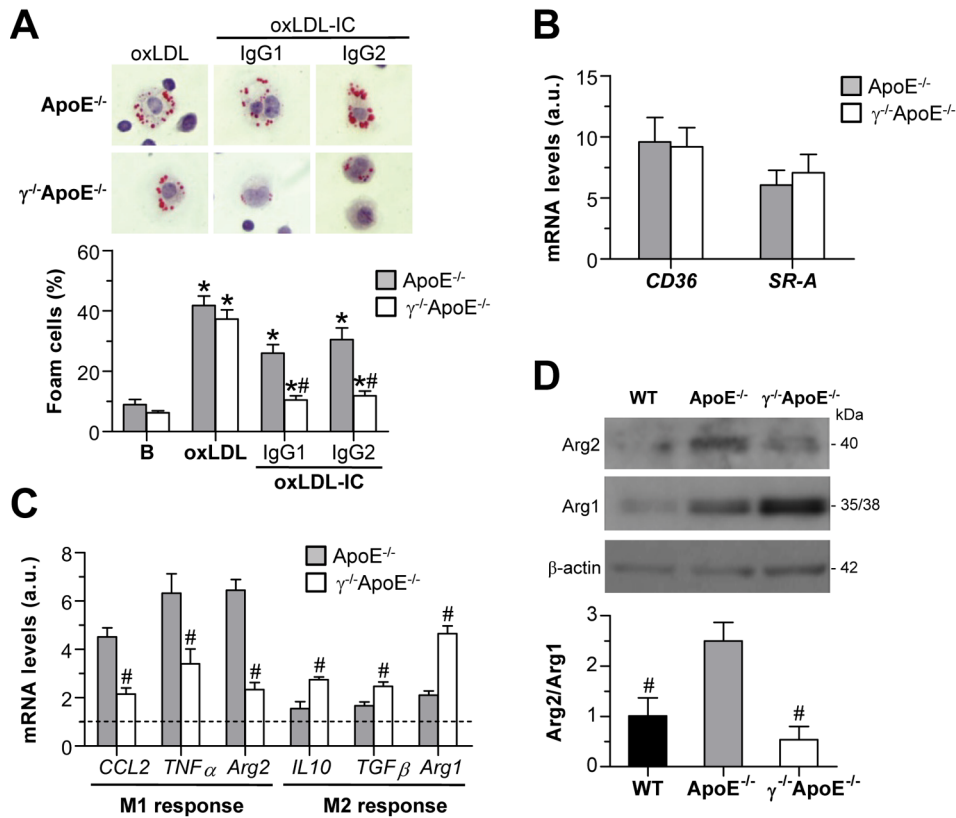 A
oxLDL-IC
oxLDL IgG1 IgG2
ApoE-/-
γ-/-ApoE-/-
60
40
20
0
Foam cells (%)
ApoE-/-
γ-/-ApoE-/-
* * * *# * *#
B oxLDL IgG1 IgG2
oxLDL-IC
B
15
10
5
0
mRNA levels (a.u.)
ApoE-/-
γ-/-ApoE-/-
CD36 SR-A
C
8
6
4
2
0
mRNA levels (a.u.)
ApoE-/-
γ-/-ApoE-/-
# # # # # #
CCL2 TNFα Arg2 IL10 TGFβ Arg1
M1 response M2 response
D
WT ApoE-/- γ-/-ApoE-/-
kDa
Arg2 - 40
Arg1 - 35/38
β-actin - 42
3
2
1
0
Arg2/Arg1
# #
WT ApoE-/- γ-/-ApoE-/-